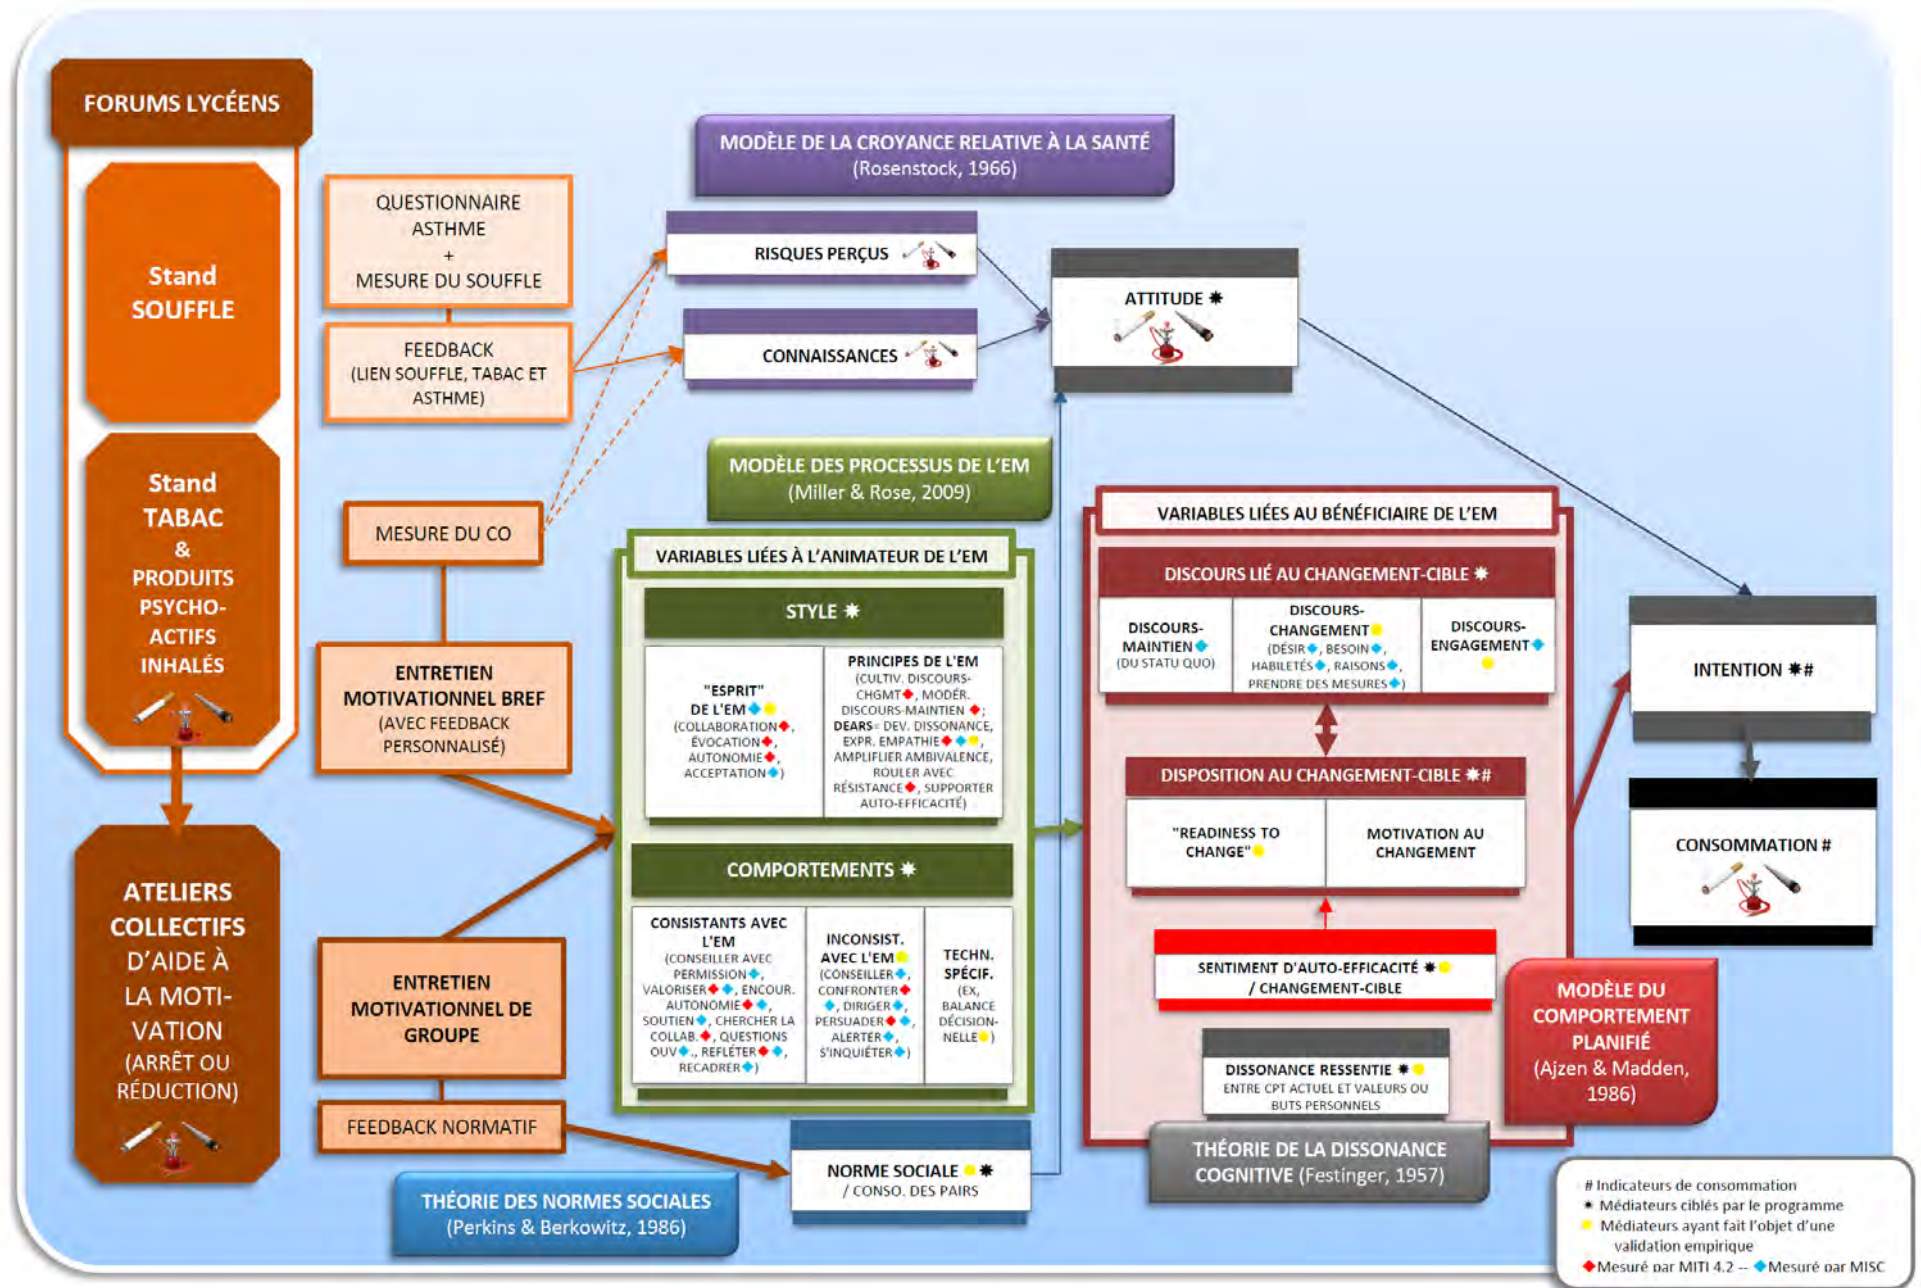 FORUMS LYCÉENS
Stand
SOUFFLE
Stand
TABAC
&
PRODUITS
PSYCHO-
ACTIFS
INHALÉS
ATELIERS
COLLECTIFS
D'AIDE À
LA MOTI-
VATION
(ARRÊT OU
RÉDUCTION)
QUESTIONNAIRE
ASTHME
+
MESURE DU SOUFFLE
FEEDBACK
(LIEN SOUFFLE, TABAC ET
ASTHME)
MESURE DU CO
ENTRETIEN
MOTIVATIONNEL BREF
(AVEC FEEDBACK
PERSONNALISÉ)
ENTRETIEN
MOTIVATIONNEL DE
GROUPE
FEEDBACK NORMATIF
MODÈLE DE LA CROYANCE RELATIVE À LA SANTÉ
(Rosenstock, 1966)
RISQUES PERÇUS
CONNAISSANCES
ATTITUDE ✷
MODÈLE DES PROCESSUS DE L'EM
(Miller & Rose, 2009)
VARIABLES LIÉES À L'ANIMATEUR DE L'EM
STYLE ✷
"ESPRIT"
DE L'EM◆●
(COLLABORATION◆,
ÉVOCATION◆,
AUTONOMIE◆,
ACCEPTATION◆)
PRINCIPES DE L'EM
(CULTIV. DISCOURS-
CHGMT◆, MODÉR.
DISCOURS-MAINTIEN ◆;
DEARS= DEV. DISSONANCE,
EXPR. EMPATHIE◆◆●,
AMPLIFIER AMBIVALENCE,
ROULER AVEC
RÉSISTANCE◆, SUPPORTER
AUTO-EFFICACITÉ)
COMPORTEMENTS ✷
CONSISTANTS AVEC
L'EM
(CONSEILLER AVEC
PERMISSION◆,
VALORISER◆◆, ENCOUR.
AUTONOMIE◆◆,
SOUTIEN◆, CHERCHER LA
COLLAB.◆, QUESTIONS
OUV◆., REFLÉTER◆◆,
RECADRER◆)
INCONSIST.
AVEC L'EM●
(CONSEILLER◆,
CONFRONTER◆
◆, DIRIGER◆,
PERSUADER◆◆,
ALERTER◆,
S'INQUIÉTER◆)
TECHN.
SPÉCIF.
(EX,
BALANCE
DÉCISION-
NELLE●)
VARIABLES LIÉES AU BÉNÉFICIAIRE DE L'EM
DISCOURS LIÉ AU CHANGEMENT-CIBLE ✷
DISCOURS-
MAINTIEN◆
(DU STATU QUO)
DISCOURS-
CHANGEMENT●
(DÉSIR◆, BESOIN◆,
HABILETÉS◆, RAISONS◆,
PRENDRE DES MESURES◆)
DISCOURS-
ENGAGEMENT◆
●
DISPOSITION AU CHANGEMENT-CIBLE ✷#
"READINESS TO
CHANGE"●
MOTIVATION AU
CHANGEMENT
SENTIMENT D'AUTO-EFFICACITÉ ✷●
/ CHANGEMENT-CIBLE
DISSONANCE RESSENTIE ✷●
ENTRE CPT ACTUEL ET VALEURS OU
BUTS PERSONNELS
THÉORIE DE LA DISSONANCE
COGNITIVE (Festinger, 1957)
INTENTION ✷#
CONSOMMATION #
MODÈLE DU
COMPORTEMENT
PLANIFIÉ
(Ajzen & Madden,
1986)
NORME SOCIALE ●✷
/ CONSO. DES PAIRS
THÉORIE DES NORMES SOCIALES
(Perkins & Berkowitz, 1986)
# Indicateurs de consommation
✷ Médiateurs ciblés par le programme
● Médiateurs ayant fait l'objet d'une
validation empirique
◆Mesuré par MITI 4.2 -- ◆Mesuré par MISC